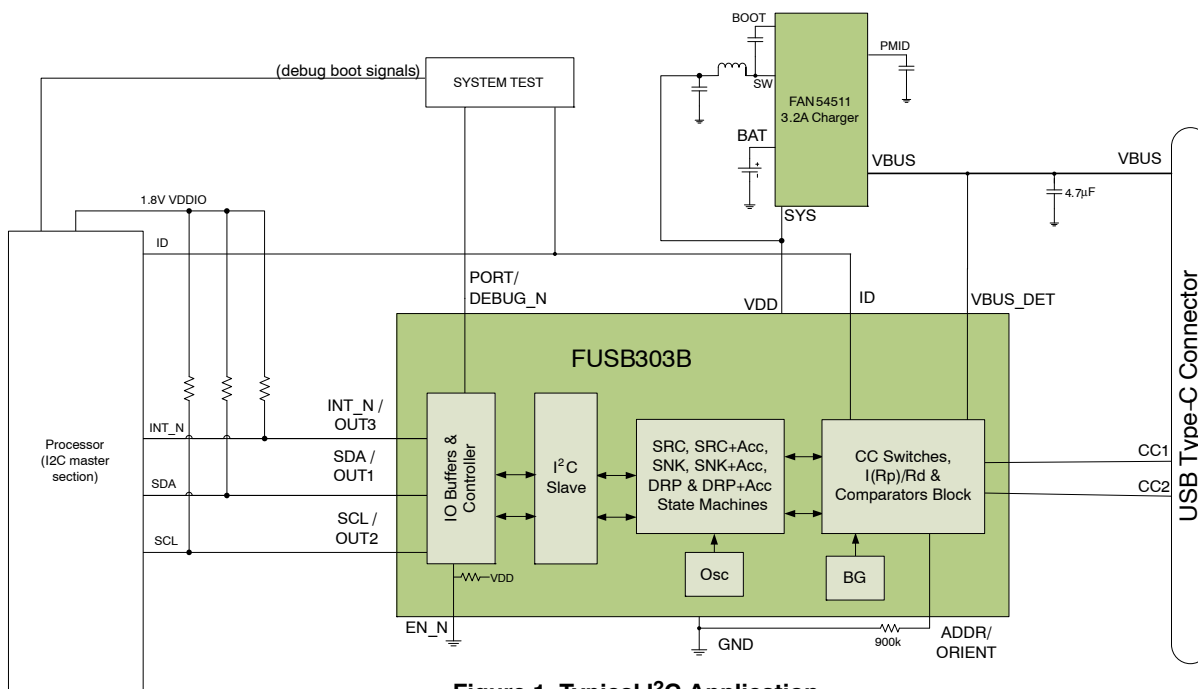 BOOT
PMID
(debug boot signals)
SYSTEM TEST
SW
FAN54511
3.2A Charger
BAT
+
-
VBUS
VBUS
4.7μF
1.8V VDDIO
SYS
ID
PORT/
DEBUG_N
VDD
ID
VBUS_DET
FUSB303B
INT_N /
OUT3
INT_N
Processor
(I2C master
section)
SDA /
OUT1
SDA
SCL /
OUT2
SCL
IO Buffers &
Controller
I²C
Slave
SRC, SRC+Acc,
SNK, SNK+Acc,
DRP & DRP+Acc
State Machines
CC Switches,
I(Rp)/Rd &
Comparators Block
CC1
CC2
USB Type-C Connector
VDD
Osc
BG
EN_N
GND
900k
ADDR/
ORIENT
Figure 1. Typical I²C Application